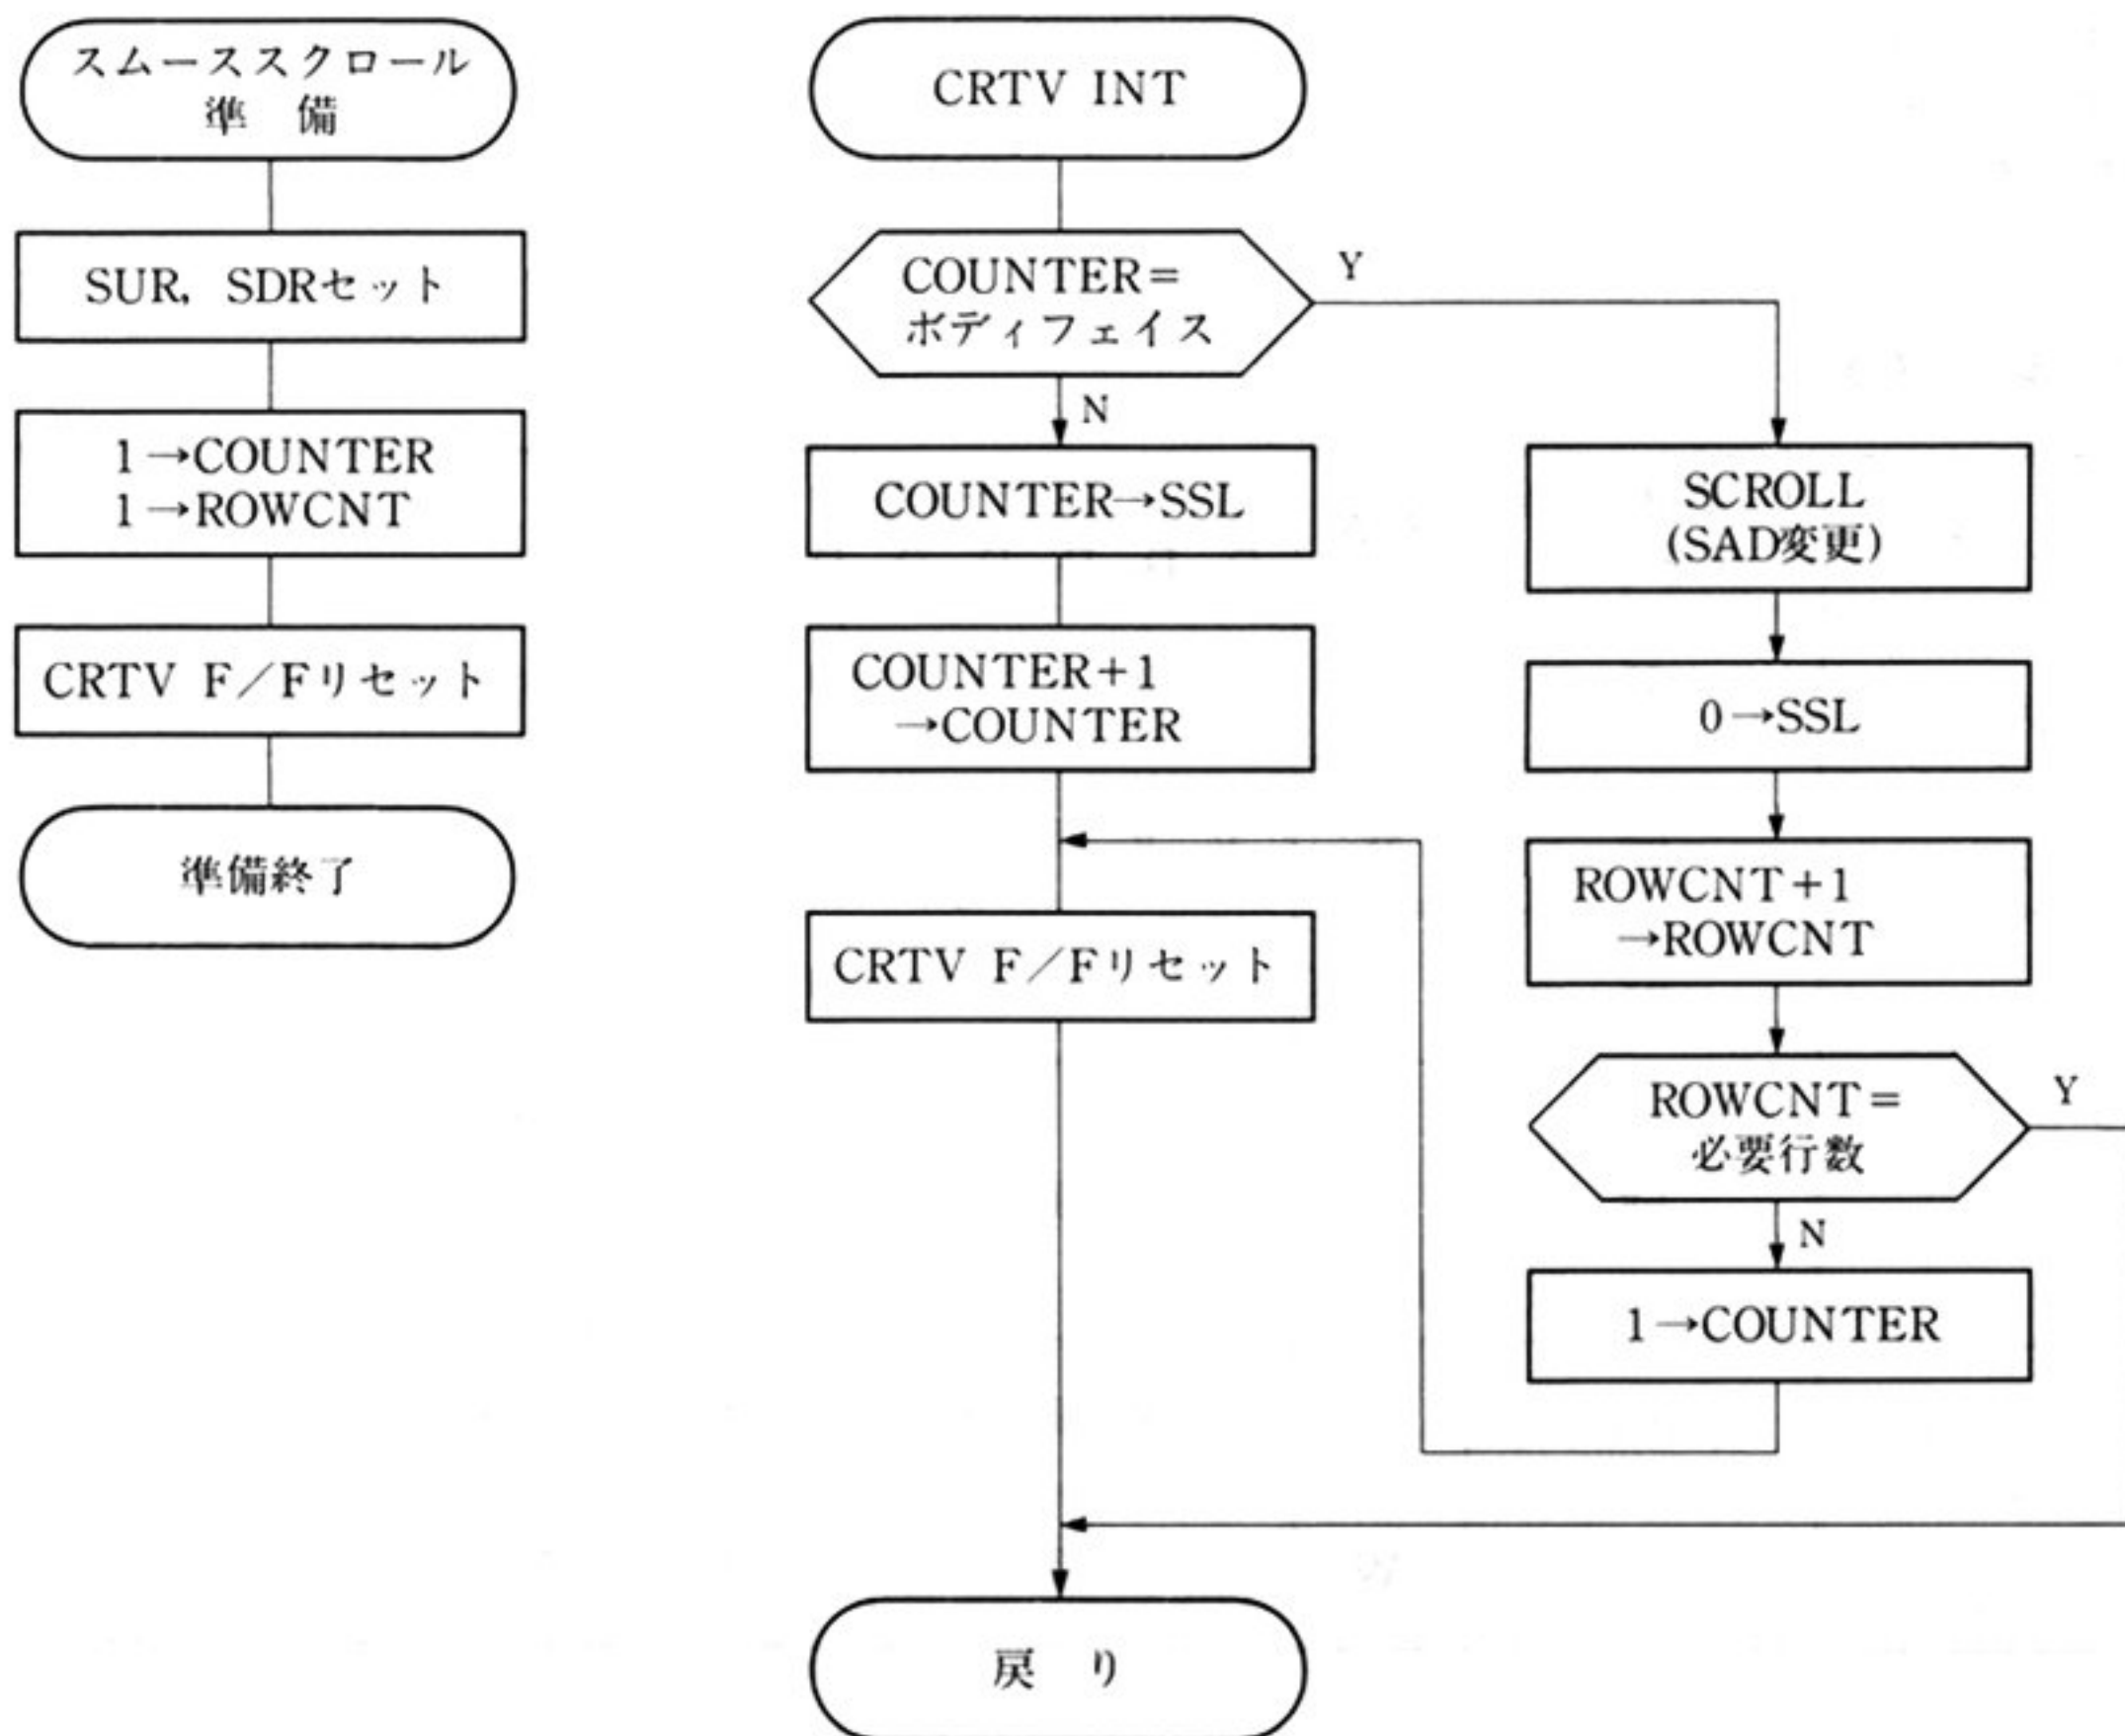 スムーススクロール
準 備
SUR, SDRセット
1→COUNTER
1→ROWCNT
CRTV F/Fリセット
準備終了
CRTV INT
COUNTER=
ボディフェイス
Y
N
COUNTER→SSL
COUNTER+1
→COUNTER
CRTV F/Fリセット
戻 り
SCROLL
(SAD変更)
0→SSL
ROWCNT+1
→ROWCNT
ROWCNT=
必要行数
Y
N
1→COUNTER